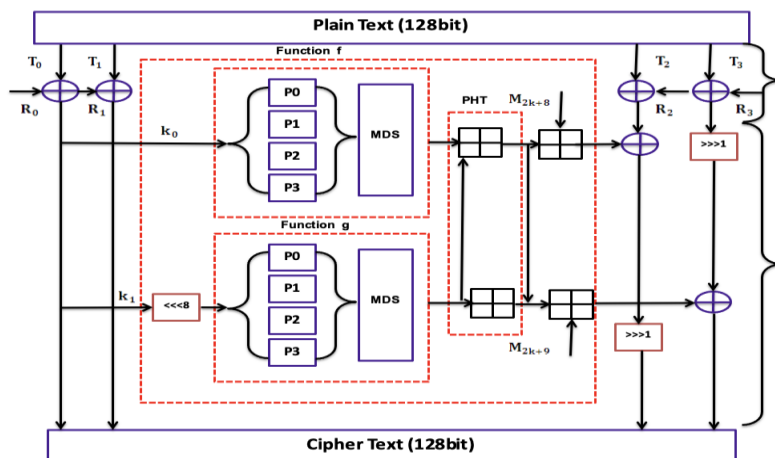 Plain Text (128bit)
Function f
T₀ T₁ T₂ T₃
R₀ R₁ R₂ R₃
PHT
M₂ₖ₊₈
k₀
P0
P1
P2
P3
MDS
>>>1
Function g
k₁
<<<8
P0
P1
P2
P3
MDS
M₂ₖ₊₉
>>>1
Cipher Text (128bit)